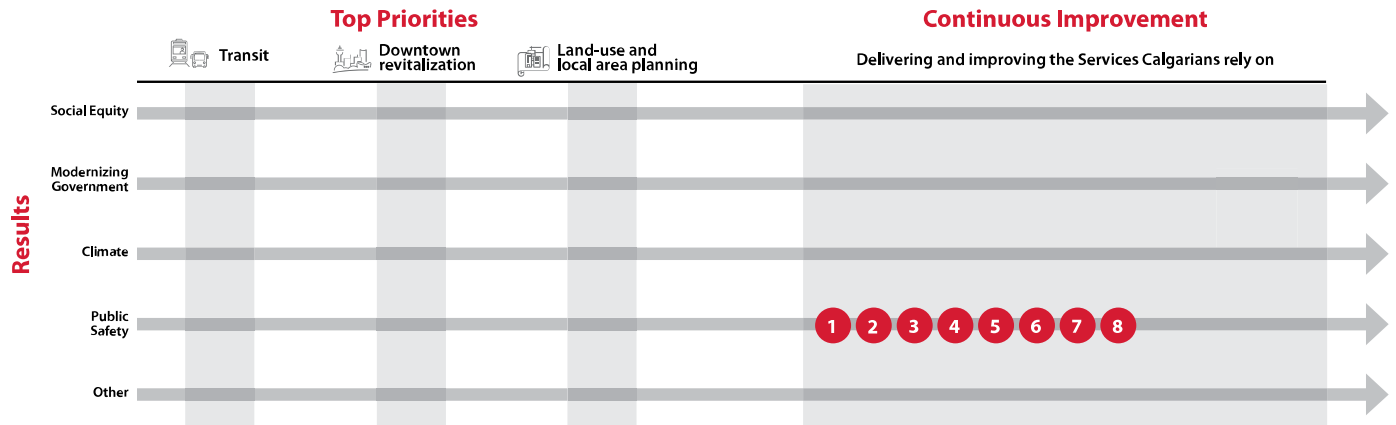 Top Priorities
Continuous Improvement
Transit
Downtown
revitalization
Land-use and
local area planning
Delivering and improving the Services Calgarians rely on
Results
Social Equity
Modernizing
Government
Climate
Public
Safety
1 2 3 4 5 6 7 8
Other